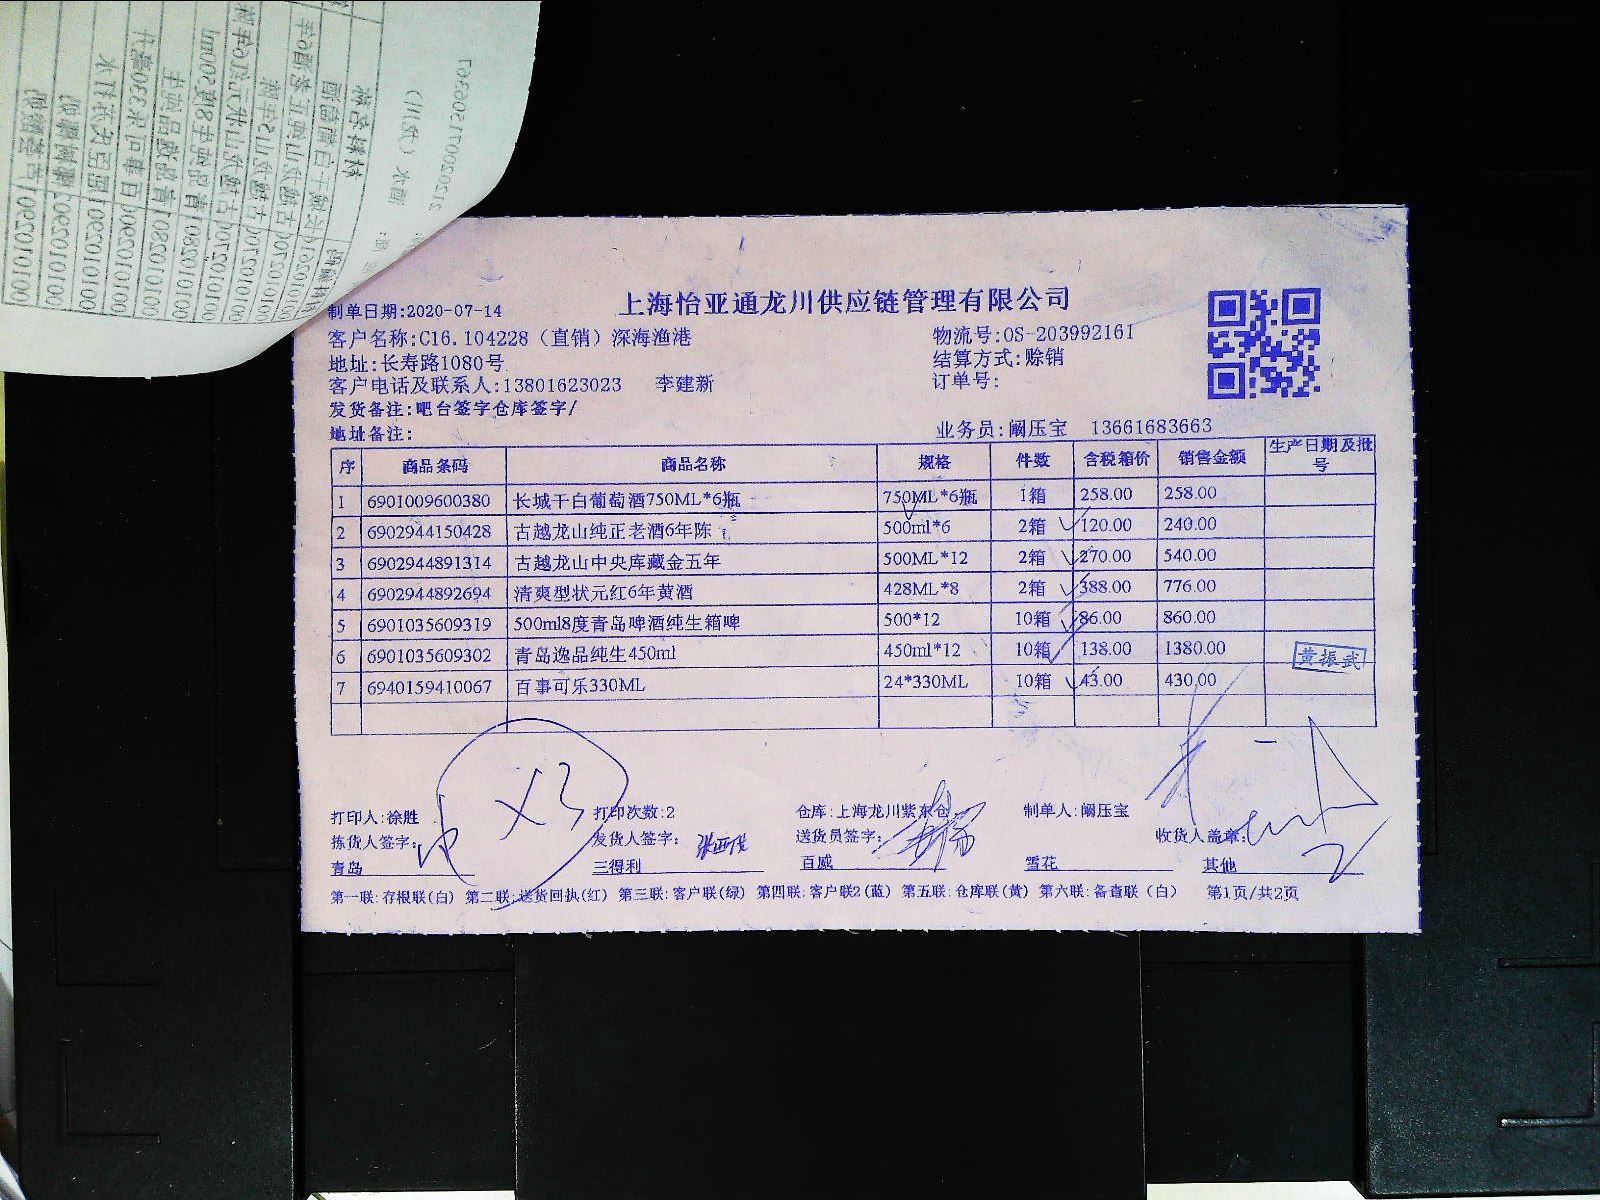 上海怡亚通龙川供应链管理有限公司
制单日期:2020-07-14
客户名称:C16.104228（直销）深海渔港 物流号:OS-203992161
地址:长寿路1080号 结算方式:赊销
客户电话及联系人:13801623023 李建新 订单号:
发货备注:吧台签字仓库签字/
地址备注: 业务员:阚压宝 13661683663
序 商品条码 商品名称 规格 件数 含税箱价 销售金额 生产日期及批号
1 6901009600380 长城干白葡萄酒750ML*6瓶 750ML*6瓶 1箱 258.00 258.00
2 6902944150428 古越龙山纯正老酒6年陈 500ml*6 2箱 120.00 240.00
3 6902944891314 古越龙山中央库藏金五年 500ML*12 2箱 270.00 540.00
4 6902944892694 清爽型状元红6年黄酒 428ML*8 2箱 388.00 776.00
5 6901035609319 500ml8度青岛啤酒纯生箱啤 500*12 10箱 86.00 860.00
6 6901035609302 青岛逸品纯生450ml 450ml*12 10箱 138.00 1380.00
7 6940159410067 百事可乐330ML 24*330ML 10箱 43.00 430.00
黄振武
X3
打印人:徐胜 打印次数:2 仓库:上海龙川紫东仓 制单人:阚压宝
拣货人签字: 发货人签字: 送货员签字: 收货人盖章:
青岛 三得利 百威 雪花 其他
第一联:存根联(白) 第二联:送货回执(红) 第三联:客户联(绿) 第四联:客户联2(蓝) 第五联:仓库联(黄) 第六联:备查联（白） 第1页/共2页